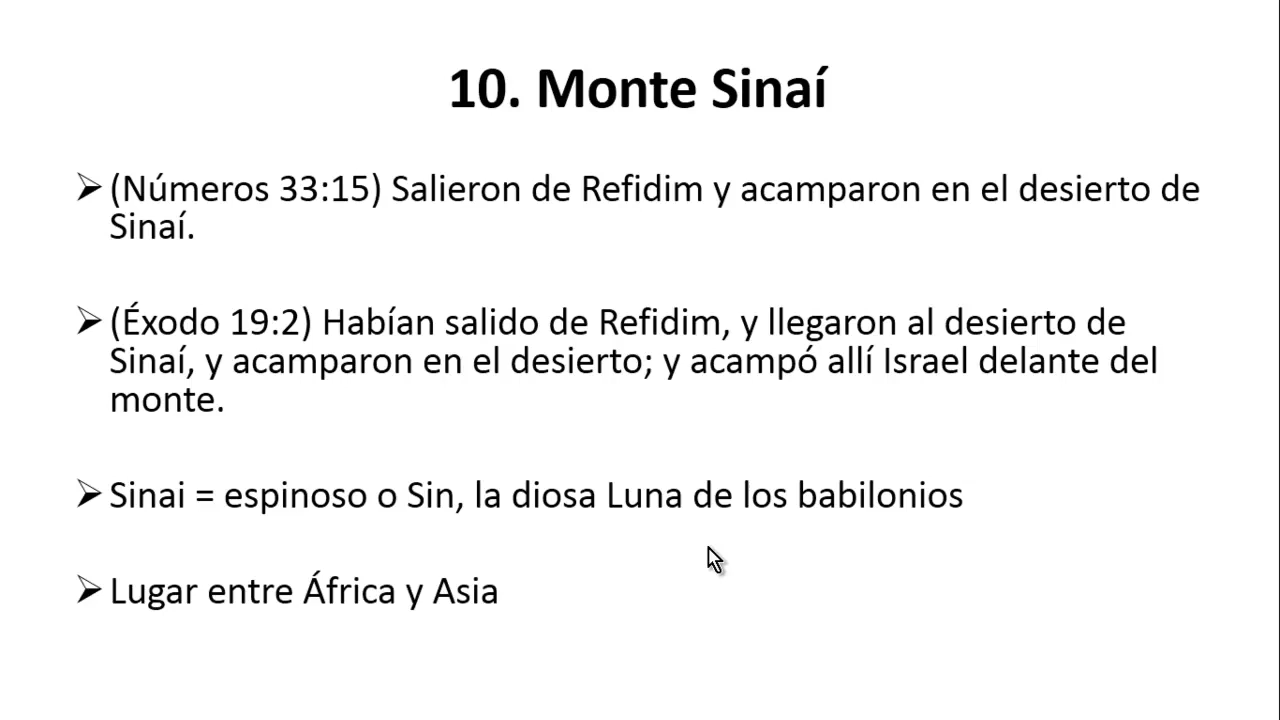 10. Monte Sinaí
➢(Números 33:15) Salieron de Refidim y acamparon en el desierto de
Sinaí.
➢(Éxodo 19:2) Habían salido de Refidim, y llegaron al desierto de
Sinaí, y acamparon en el desierto; y acampó allí Israel delante del
monte.
➢Sinai = espinoso o Sin, la diosa Luna de los babilonios
➢Lugar entre África y Asia